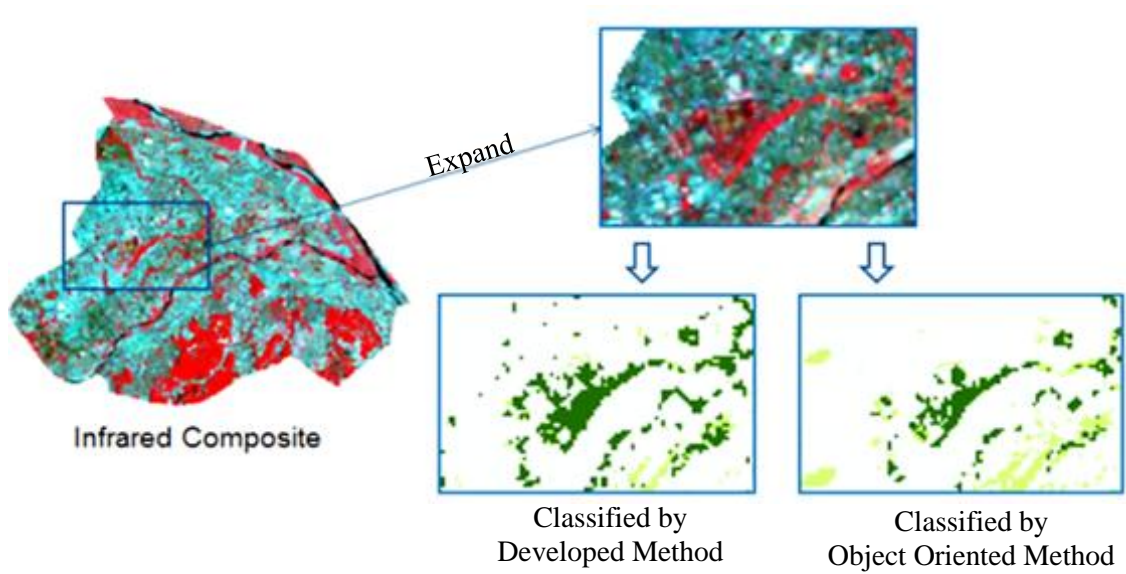 Expand
Infrared Composite
Classified by
Developed Method
Classified by
Object Oriented Method